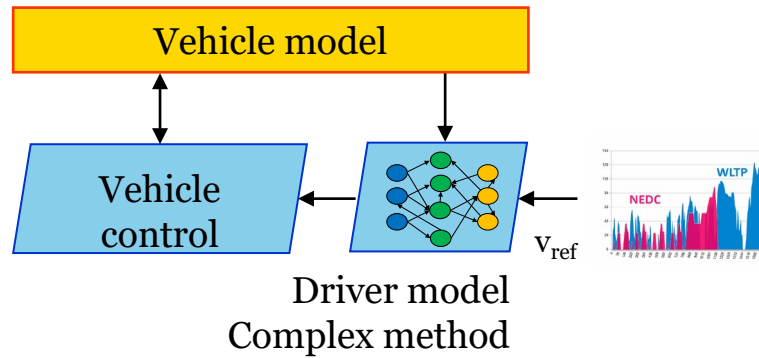 Vehicle model
Vehicle
control
WLTP
NEDC
v_ref
Driver model
Complex method